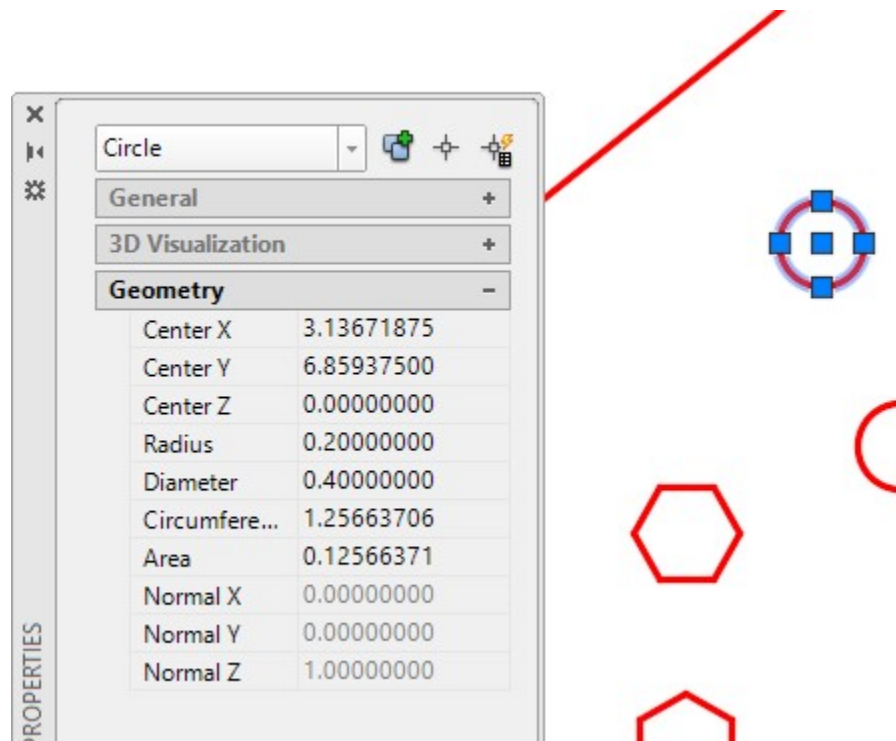 Circle
General
3D Visualization
Geometry
Center X 3.13671875
Center Y 6.85937500
Center Z 0.00000000
Radius 0.20000000
Diameter 0.40000000
Circumfere... 1.25663706
Area 0.12566371
Normal X 0.00000000
Normal Y 0.00000000
Normal Z 1.00000000
PROPERTIES